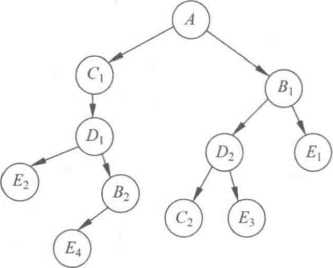 A
C₁ B₁
D₁ D₂ E₁
E₂ B₂ C₂ E₃
E₄